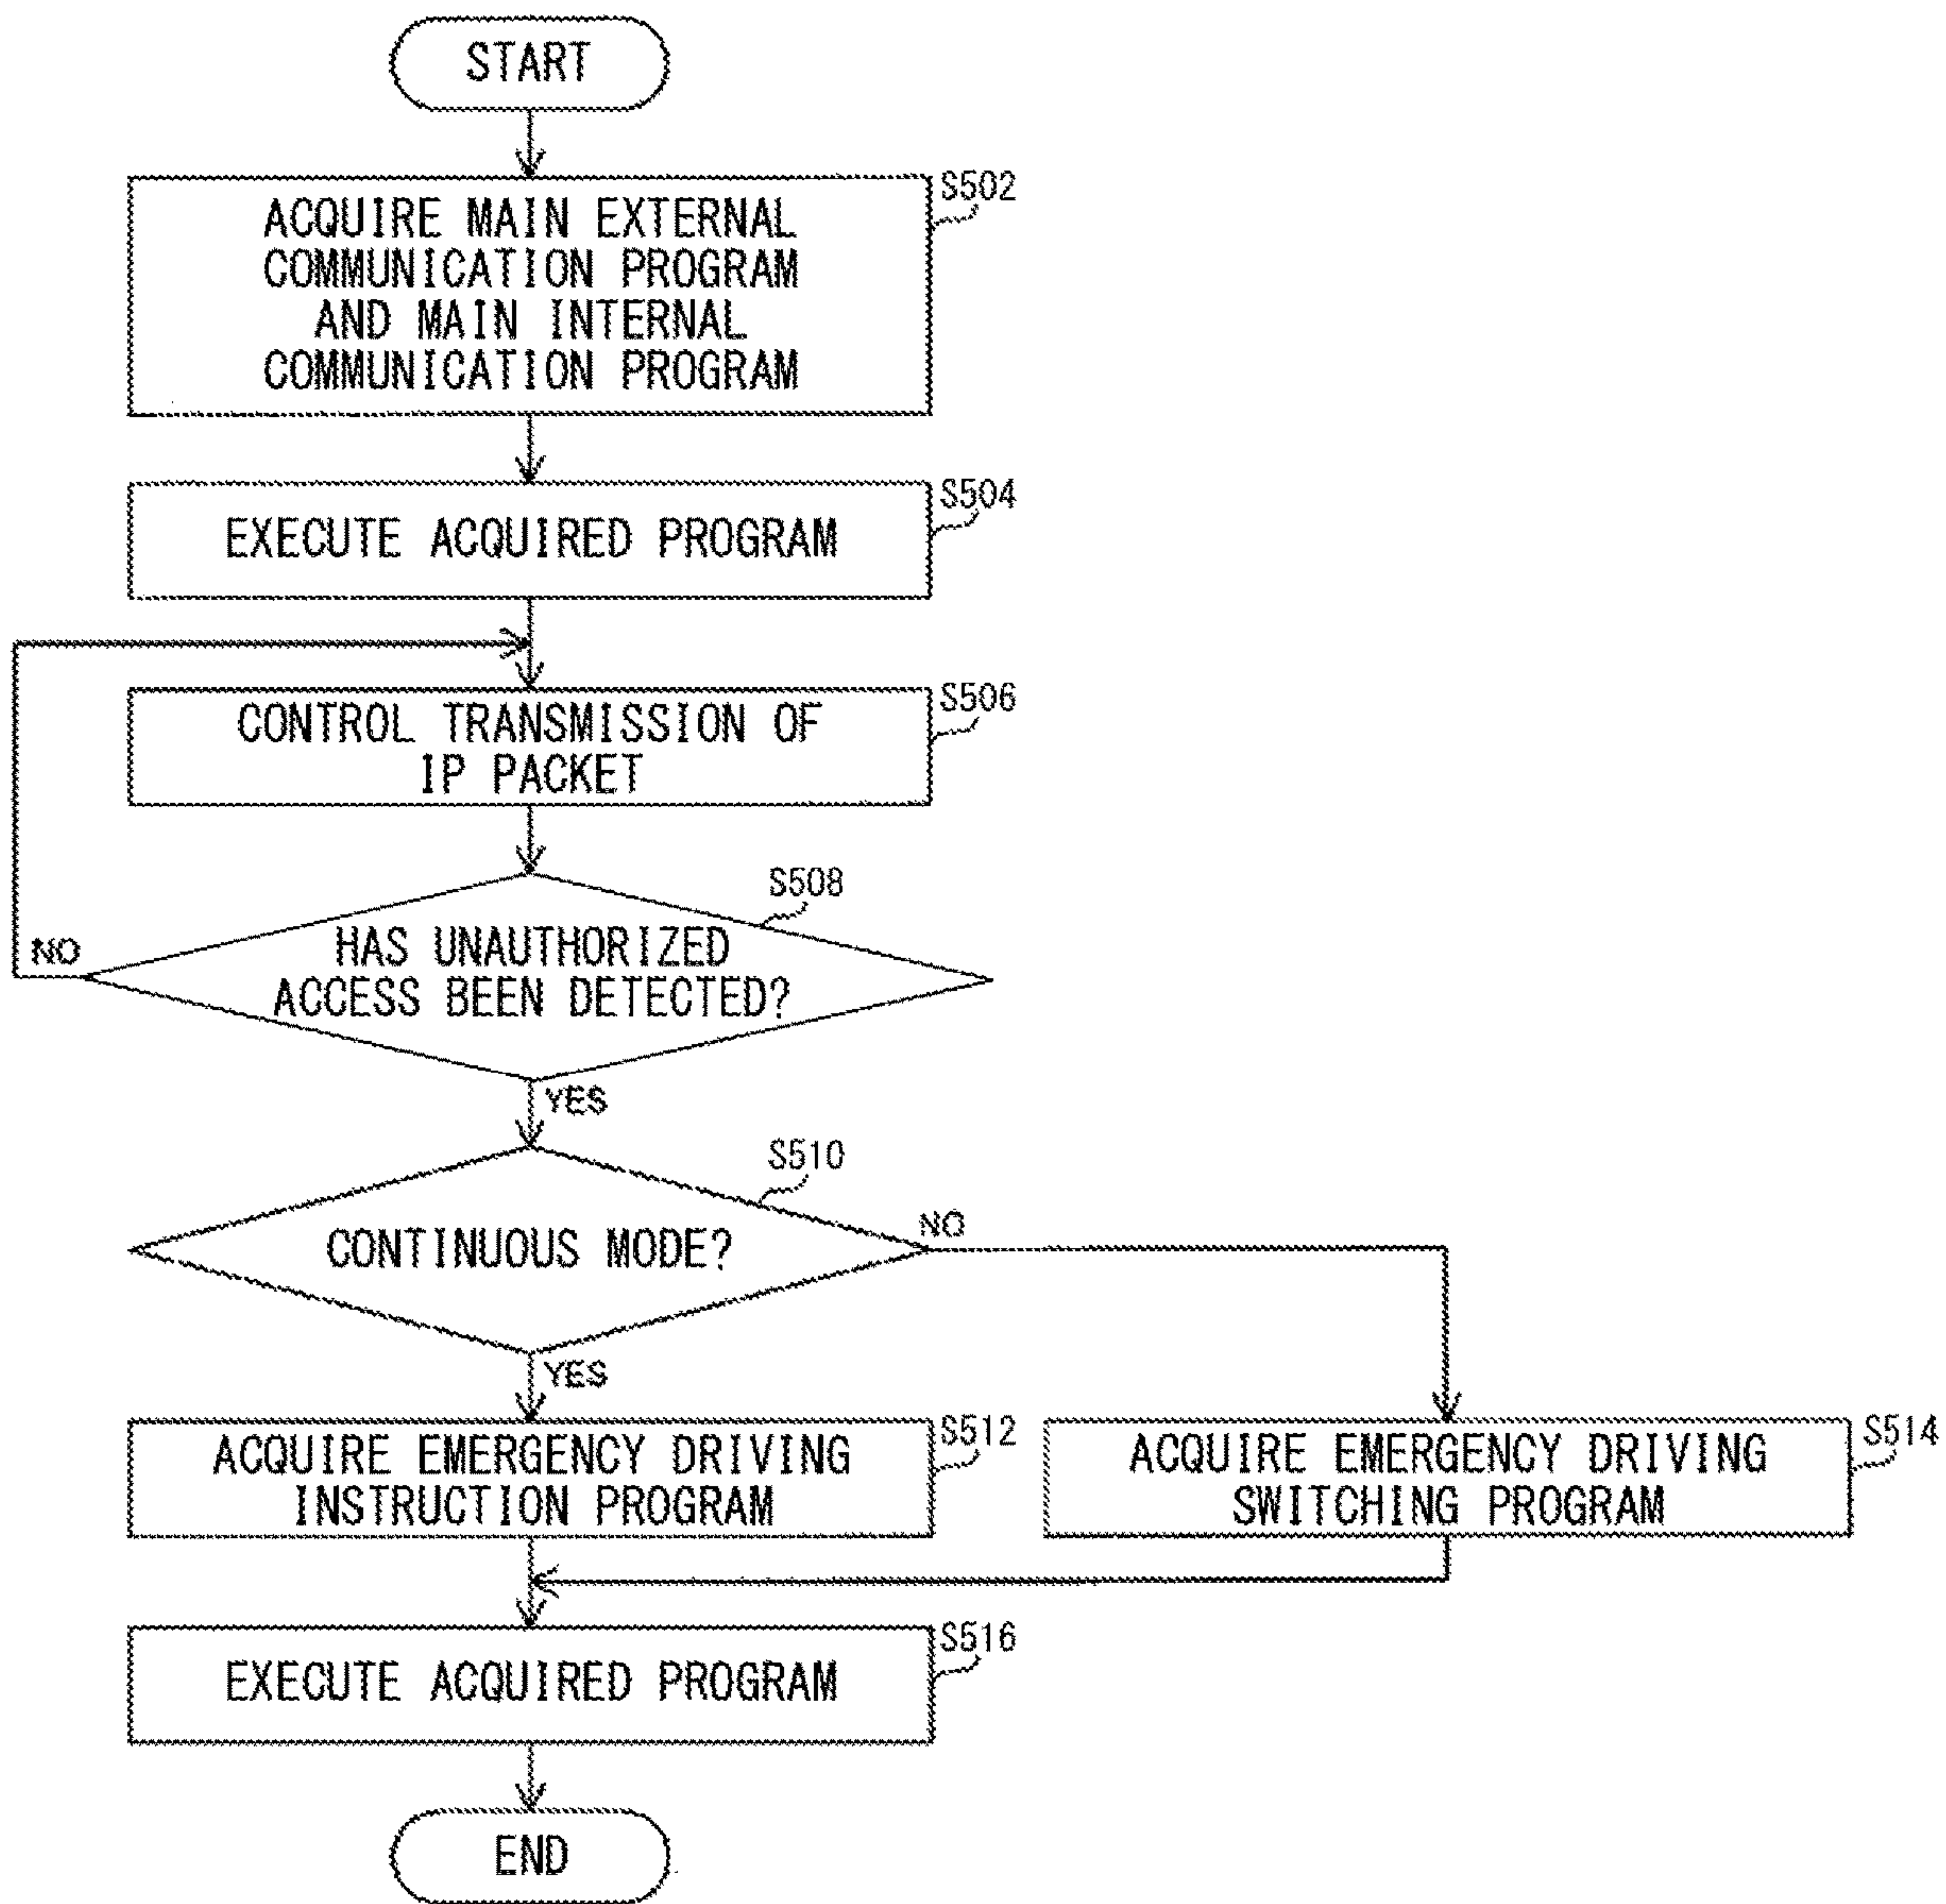 START
S502
ACQUIRE MAIN EXTERNAL
COMMUNICATION PROGRAM
AND MAIN INTERNAL
COMMUNICATION PROGRAM
S504
EXECUTE ACQUIRED PROGRAM
S506
CONTROL TRANSMISSION OF
IP PACKET
S508
HAS UNAUTHORIZED
ACCESS BEEN DETECTED?
NO
YES
S510
CONTINUOUS MODE?
NO
YES
S512
ACQUIRE EMERGENCY DRIVING
INSTRUCTION PROGRAM
S514
ACQUIRE EMERGENCY DRIVING
SWITCHING PROGRAM
S516
EXECUTE ACQUIRED PROGRAM
END